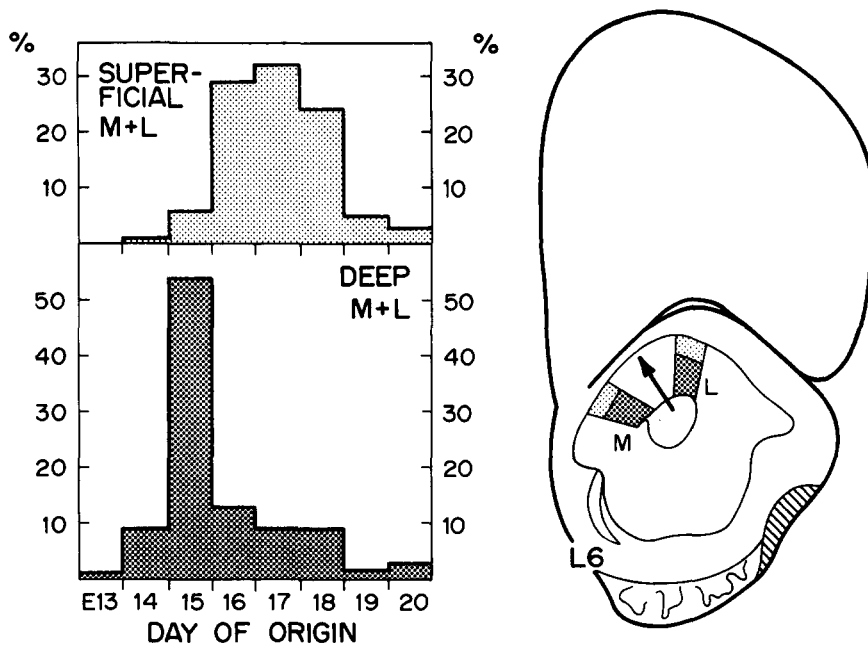 % %
SUPER-
FICIAL
M+L
30 30
20 20
10 10
DEEP
M+L
50 50
40 40
30 30
20 20
10 10
E13 14 15 16 17 18 19 20
DAY OF ORIGIN
L
M
L6